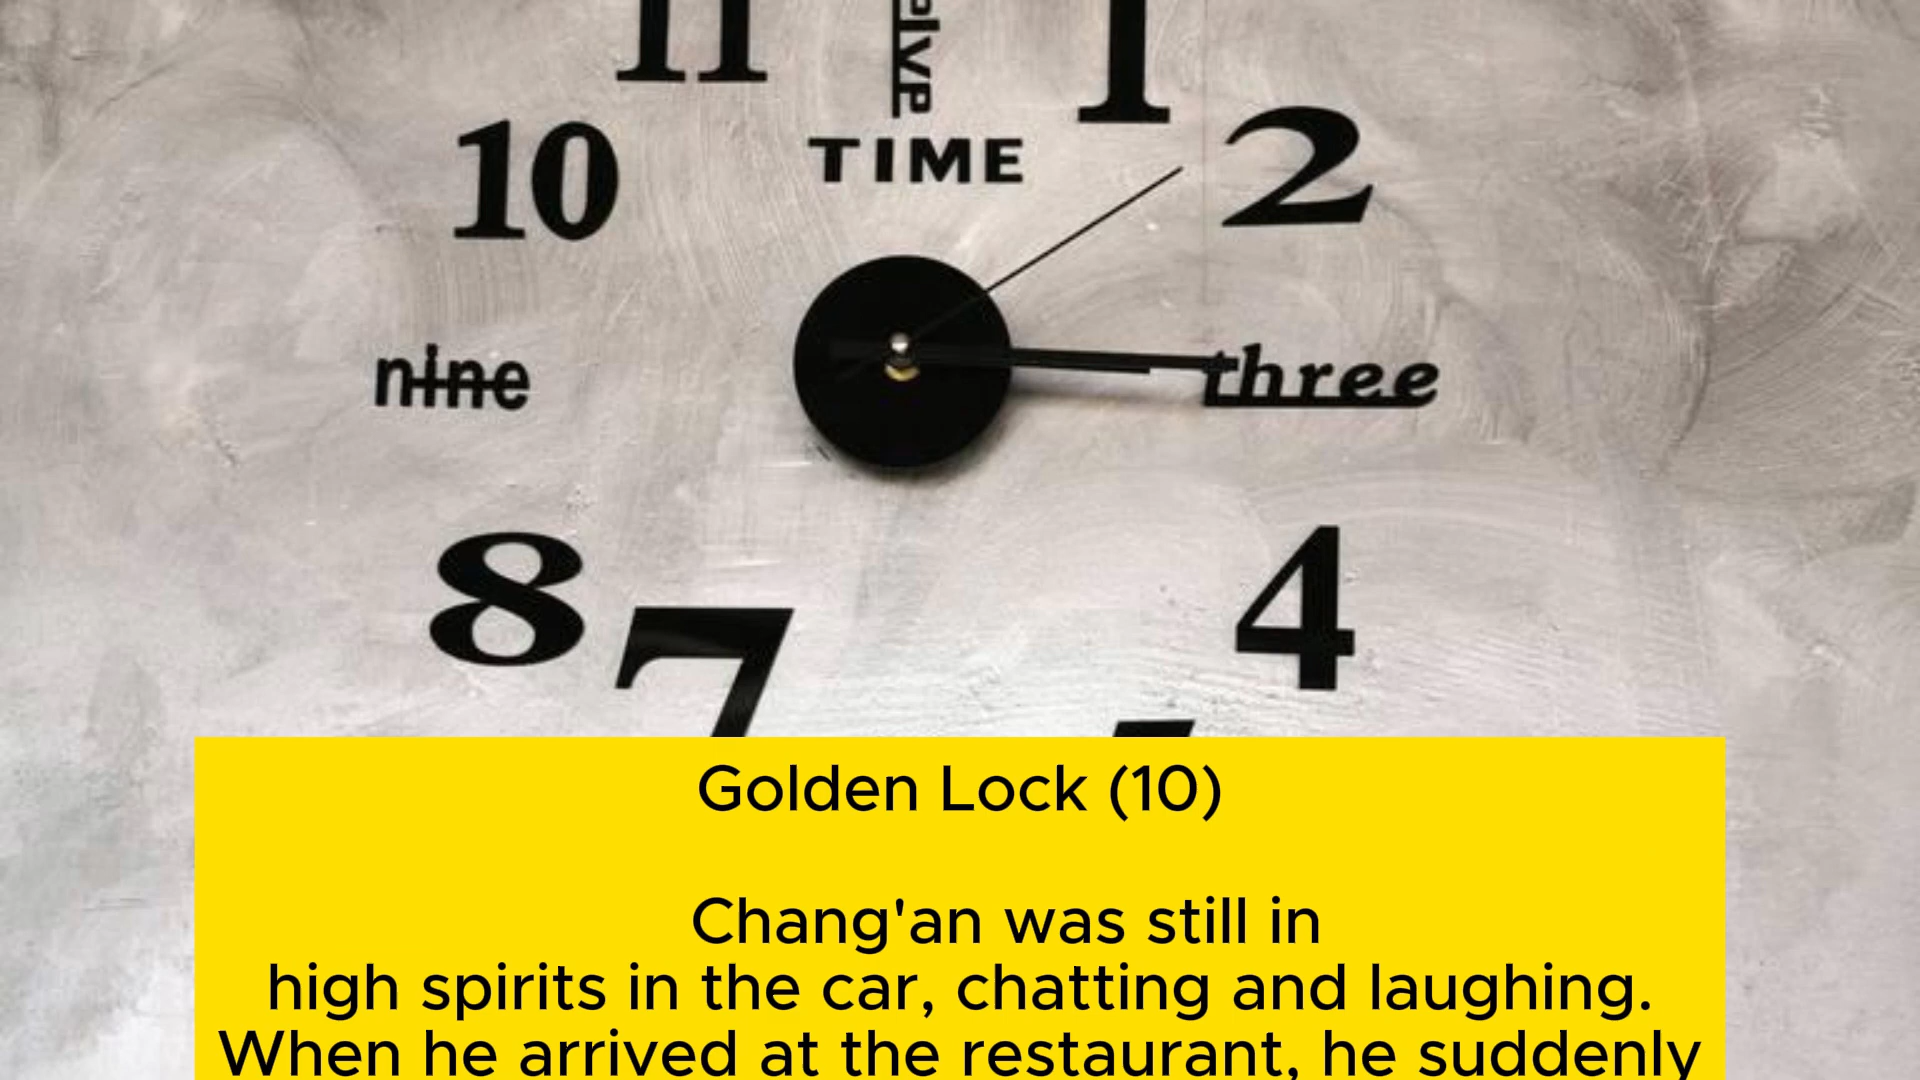 11
1
10
TIME
2
nine
three
8
4
7
Golden Lock (10)
Chang'an was still in
high spirits in the car, chatting and laughing.
When he arrived at the restaurant, he suddenly